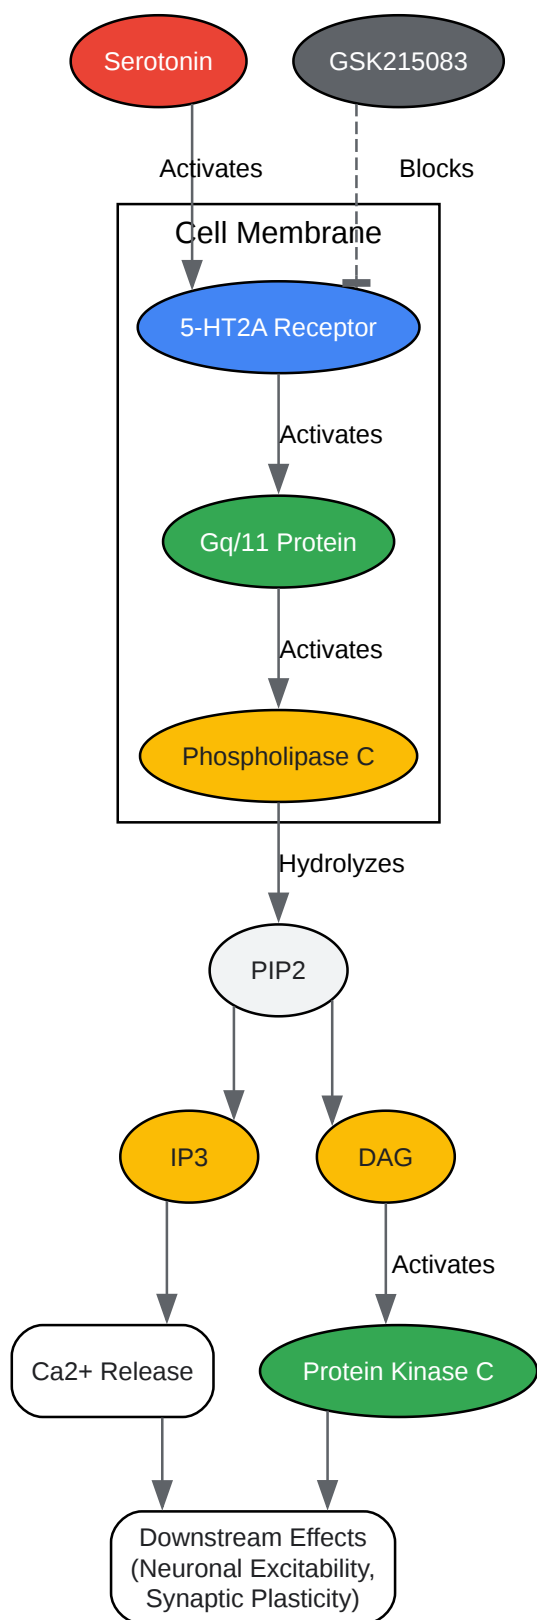 Serotonin
GSK215083
Activates
Blocks
Cell Membrane
5-HT2A Receptor
Activates
Gq/11 Protein
Activates
Phospholipase C
Hydrolyzes
PIP2
IP3
DAG
Activates
Ca2+ Release
Protein Kinase C
Downstream Effects
(Neuronal Excitability,
Synaptic Plasticity)